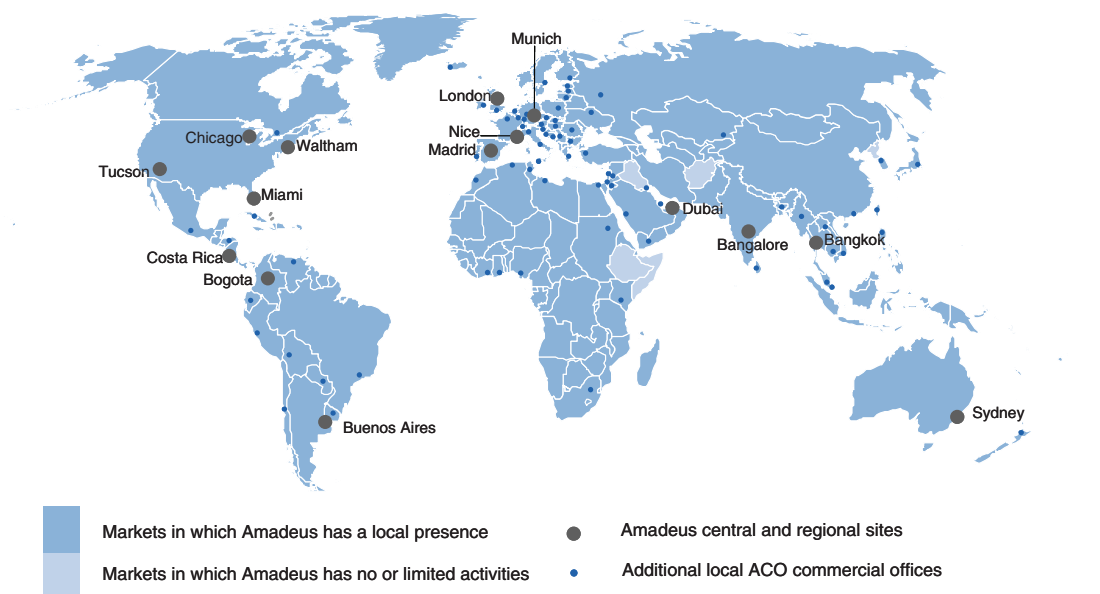 Munich
London
Nice
Madrid
Chicago
Waltham
Tucson
Miami
Dubai
Costa Rica
Bangalore
Bangkok
Bogota
Sydney
Buenos Aires
Markets in which Amadeus has a local presence
Amadeus central and regional sites
Markets in which Amadeus has no or limited activities
Additional local ACO commercial offices